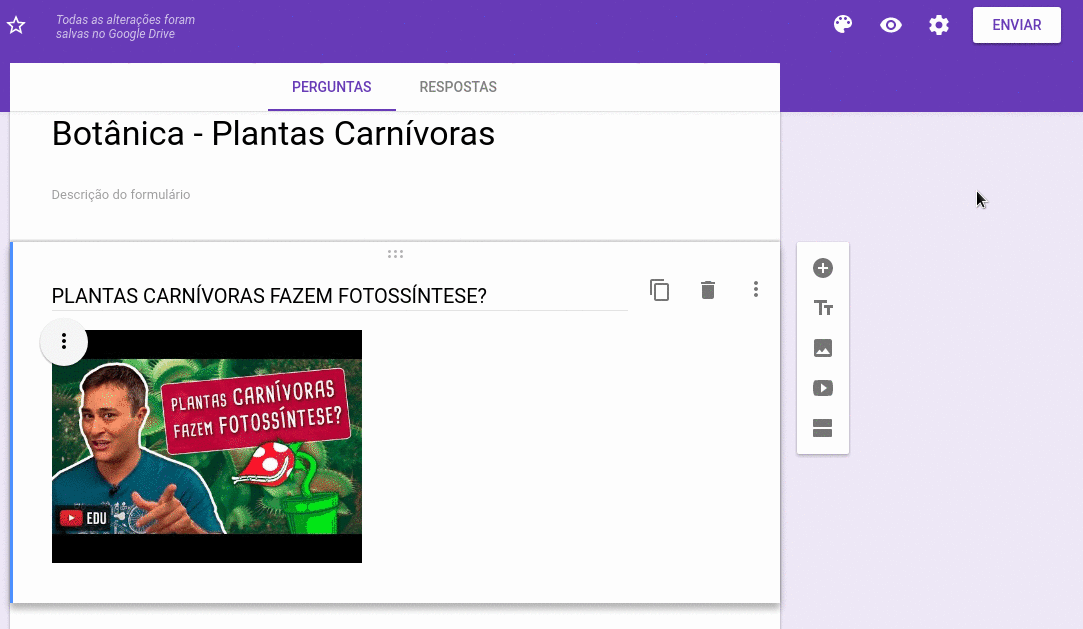 Todas as alterações foram
salvas no Google Drive
ENVIAR
PERGUNTAS
RESPOSTAS
Botânica - Plantas Carnívoras
Descrição do formulário
PLANTAS CARNÍVORAS FAZEM FOTOSSÍNTESE?
PLANTAS CARNÍVORAS
FAZEM FOTOSSÍNTESE?
EDU
Tт